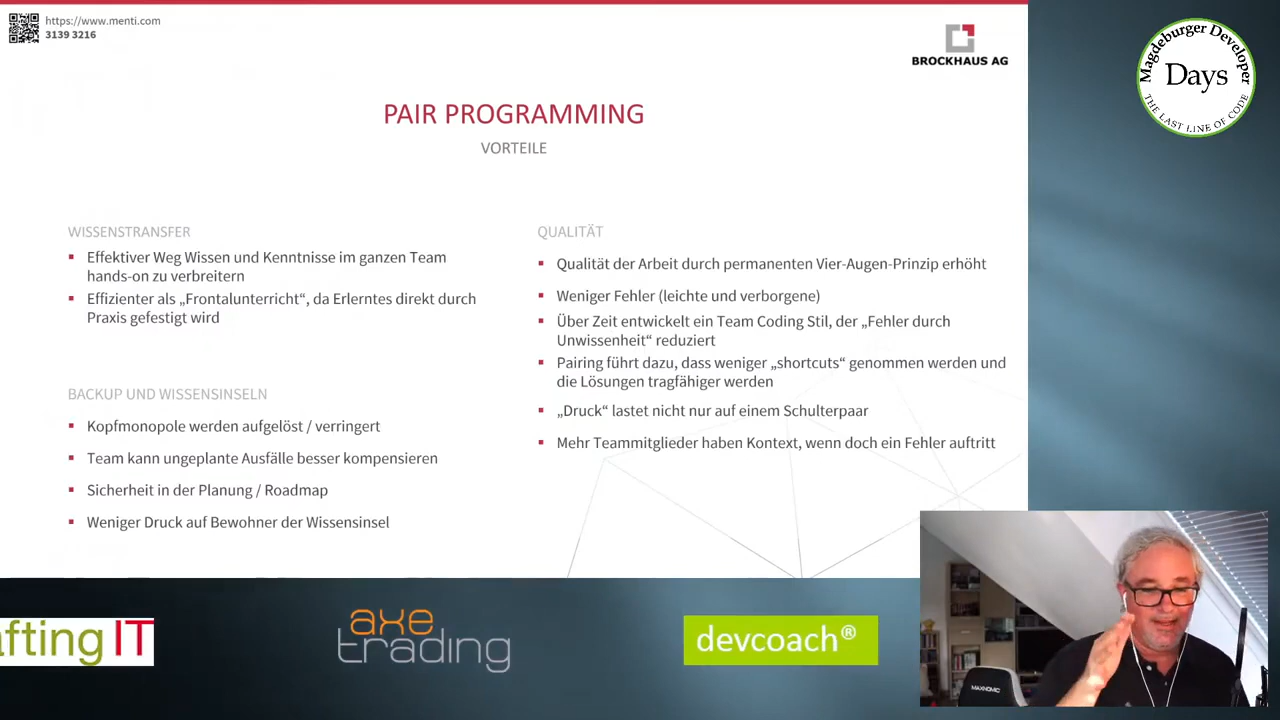 https://www.menti.com
3139 3216
BROCKHAUS AG
Magdeburger Developer
Days
THE LAST LINE OF CODE
PAIR PROGRAMMING
VORTEILE
WISSENSTRANSFER
▪ Effektiver Weg Wissen und Kenntnisse im ganzen Team
hands-on zu verbreitern
▪ Effizienter als „Frontalunterricht“, da Erlerntes direkt durch
Praxis gefestigt wird
BACKUP UND WISSENSINSELN
▪ Kopfmonopole werden aufgelöst / verringert
▪ Team kann ungeplante Ausfälle besser kompensieren
▪ Sicherheit in der Planung / Roadmap
▪ Weniger Druck auf Bewohner der Wissensinsel
QUALITÄT
▪ Qualität der Arbeit durch permanenten Vier-Augen-Prinzip erhöht
▪ Weniger Fehler (leichte und verborgene)
▪ Über Zeit entwickelt ein Team Coding Stil, der „Fehler durch
Unwissenheit“ reduziert
▪ Pairing führt dazu, dass weniger „shortcuts“ genommen werden und
die Lösungen tragfähiger werden
▪ „Druck“ lastet nicht nur auf einem Schulterpaar
▪ Mehr Teammitglieder haben Kontext, wenn doch ein Fehler auftritt
afting IT
axe
trading
devcoach®
MAXNOMIC